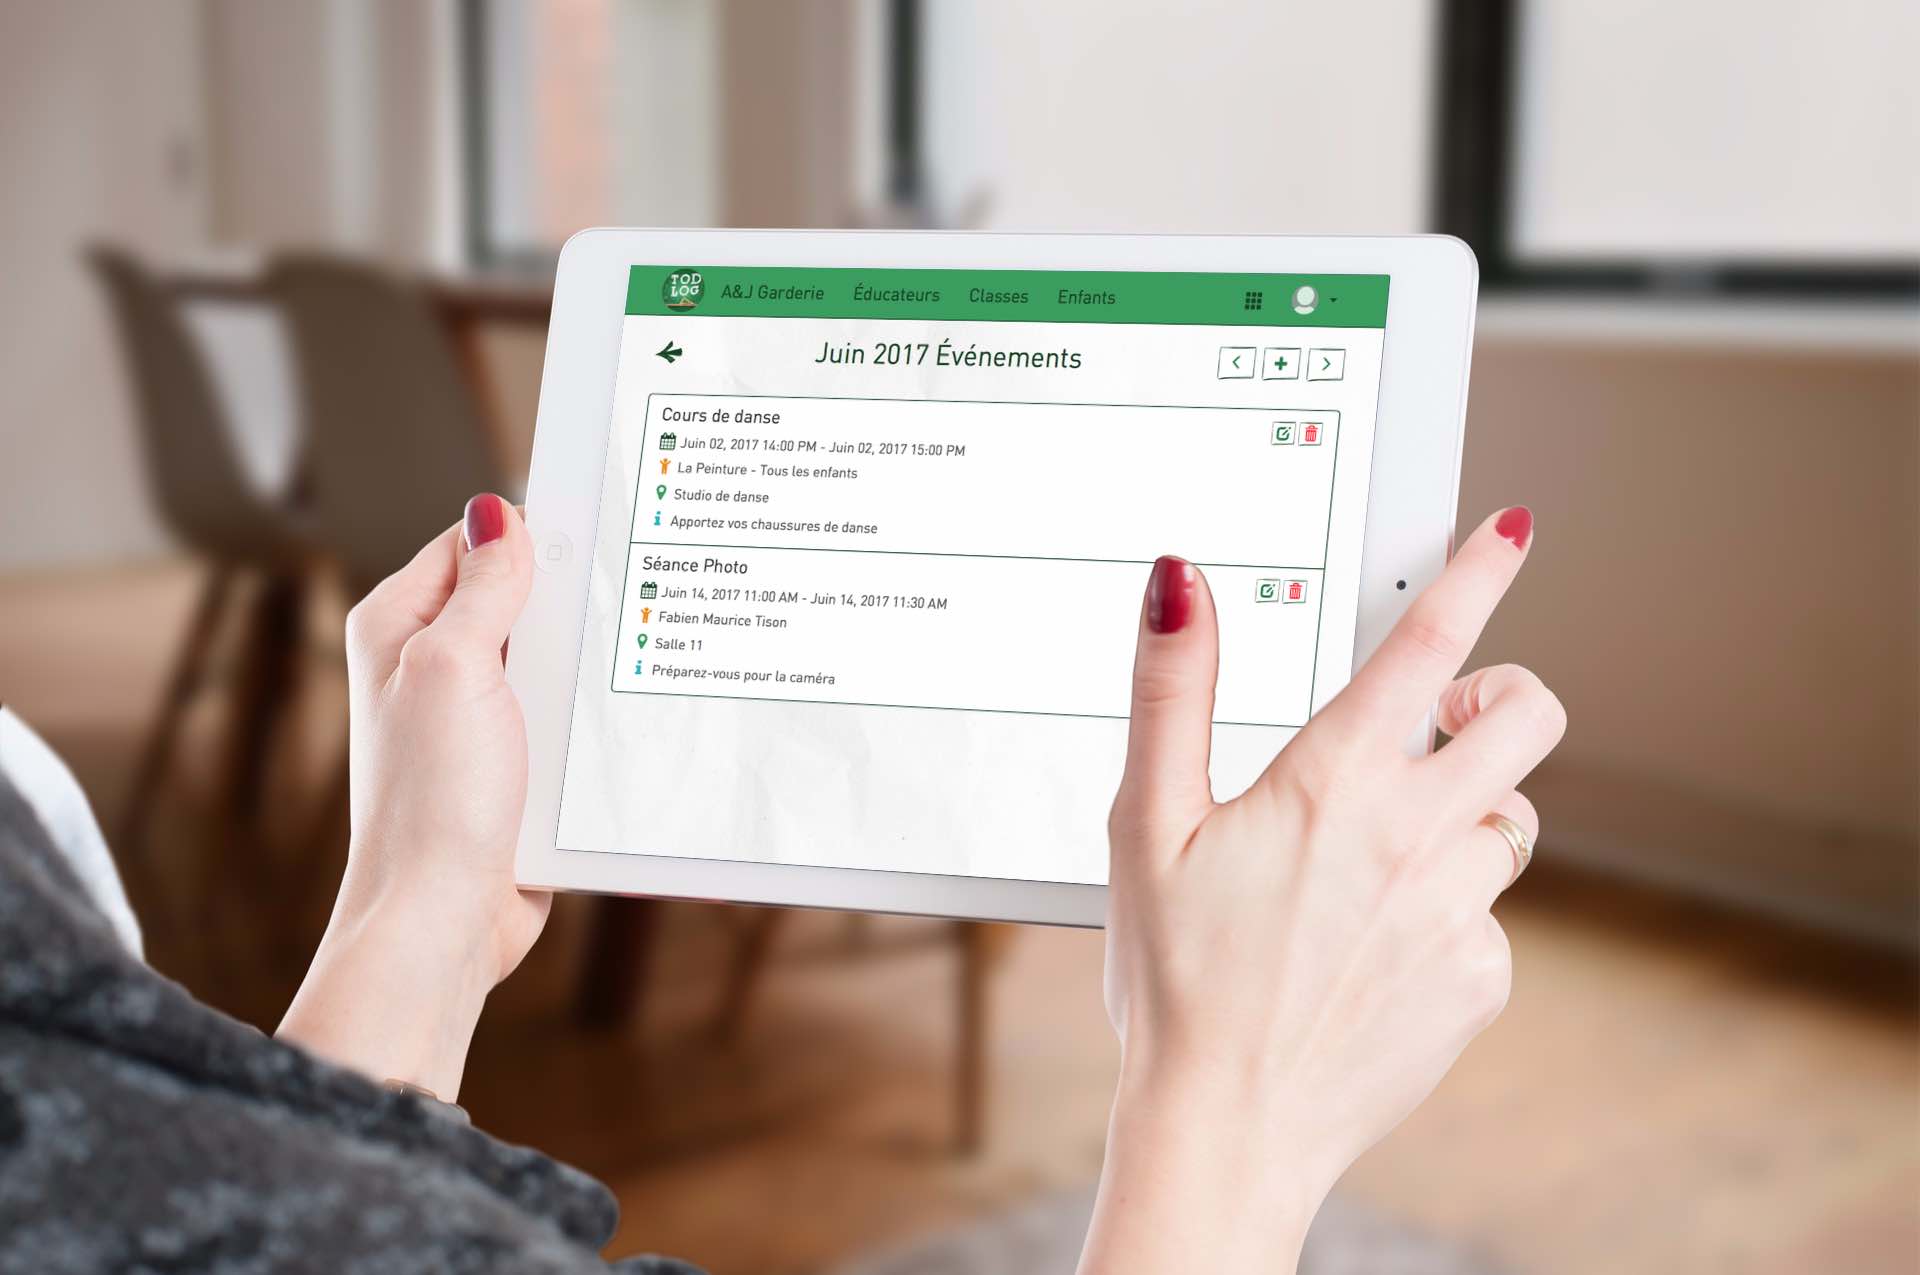 TOD
LOG
A&J Garderie Éducateurs Classes Enfants
Juin 2017 Événements
Cours de danse
Juin 02, 2017 14:00 PM - Juin 02, 2017 15:00 PM
La Peinture - Tous les enfants
Studio de danse
Apportez vos chaussures de danse
Séance Photo
Juin 14, 2017 11:00 AM - Juin 14, 2017 11:30 AM
Fabien Maurice Tison
Salle 11
Préparez-vous pour la caméra